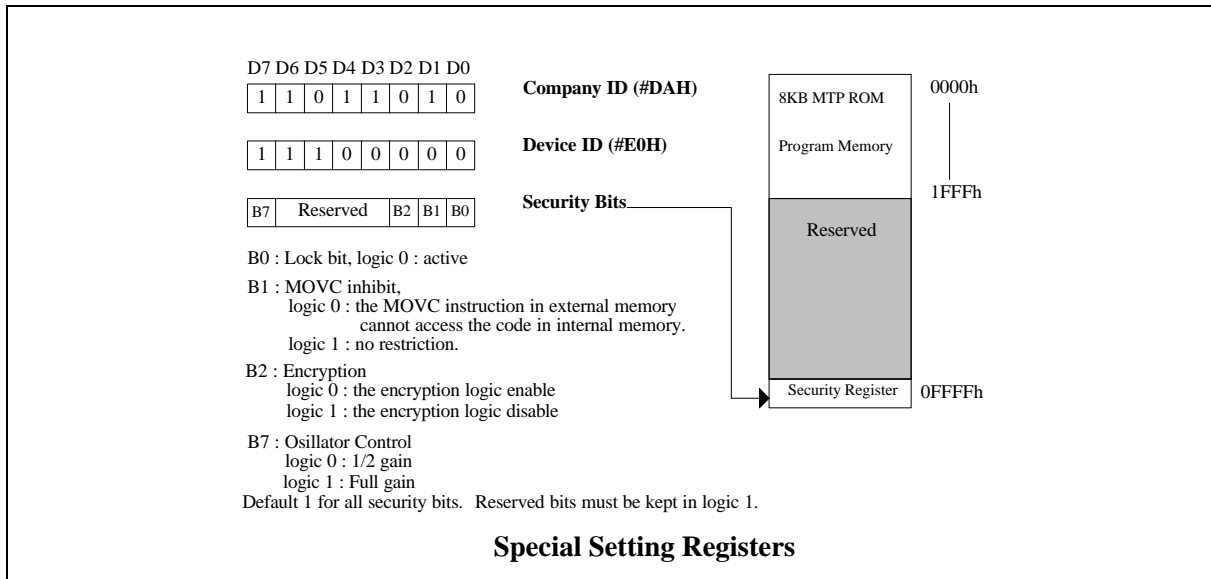 D7 D6 D5 D4 D3 D2 D1 D0
1 1 0 1 1 0 1 0
Company ID (#DAH)
1 1 1 0 0 0 0 0
Device ID (#E0H)
B7 Reserved B2 B1 B0
Security Bits
B0 : Lock bit, logic 0 : active
B1 : MOVC inhibit,
logic 0 : the MOVC instruction in external memory
cannot access the code in internal memory.
logic 1 : no restriction.
B2 : Encryption
logic 0 : the encryption logic enable
logic 1 : the encryption logic disable
B7 : Osillator Control
logic 0 : 1/2 gain
logic 1 : Full gain
Default 1 for all security bits. Reserved bits must be kept in logic 1.
8KB MTP ROM
Program Memory
0000h
1FFFh
Reserved
Security Register
0FFFFh
Special Setting Registers